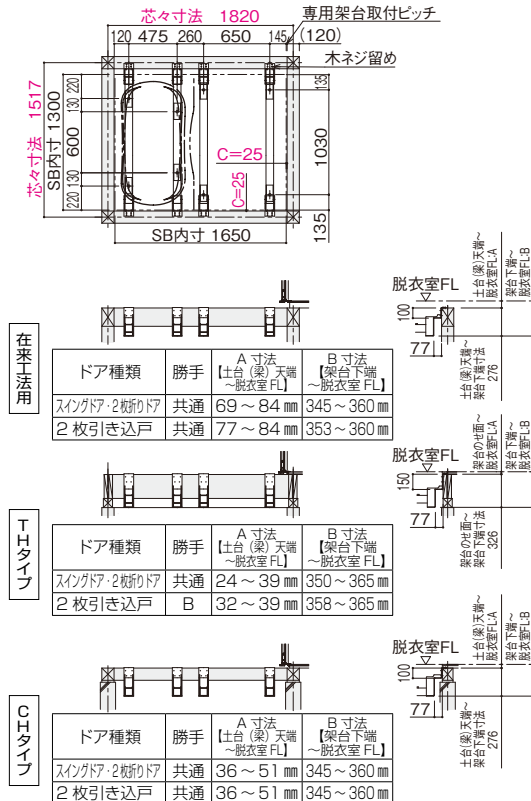 芯々寸法 1820
専用架台取付ピッチ
120 475 260 650 145 (120)
木ネジ留め
芯々寸法 1517
SB内寸 1300
220
130
600
130
220
135
1030
135
C=25
C=25
SB内寸 1650
在来工法用
ドア種類 勝手 A 寸法【土台(梁)天端~脱衣室 FL】 B 寸法【架台下端~脱衣室 FL】
スイングドア・2枚折りドア 共通 69~84㎜ 345~360㎜
2枚引き込戸 共通 77~84㎜ 353~360㎜
脱衣室FL
100
77
土台(梁)天端~脱衣室FL:A
架台下端~脱衣室FL:B
土台(梁)天端~架台下端寸法 276
THタイプ
ドア種類 勝手 A 寸法【土台(梁)天端~脱衣室 FL】 B 寸法【架台下端~脱衣室 FL】
スイングドア・2枚折りドア 共通 24~39㎜ 350~365㎜
2枚引き込戸 B 32~39㎜ 358~365㎜
脱衣室FL
150
77
架台のせ面~脱衣室FL:A
架台下端~脱衣室FL:B
架台のせ面~架台下端寸法 326
CHタイプ
ドア種類 勝手 A 寸法【土台(梁)天端~脱衣室 FL】 B 寸法【架台下端~脱衣室 FL】
スイングドア・2枚折りドア 共通 36~51㎜ 345~360㎜
2枚引き込戸 共通 36~51㎜ 345~360㎜
脱衣室FL
100
77
土台(梁)天端~脱衣室FL:A
架台下端~脱衣室FL:B
土台(梁)天端~架台下端寸法 276